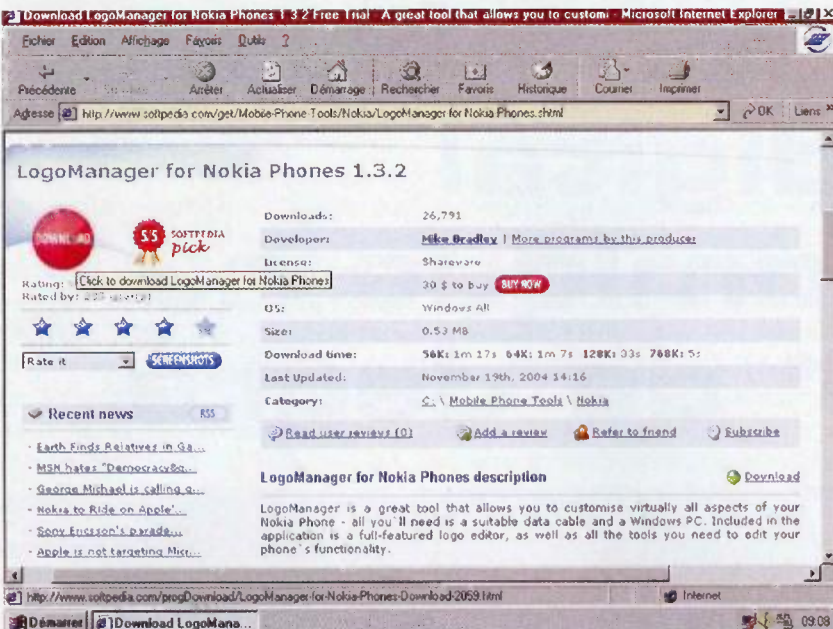 Download LogoManager for Nokia Phones 1 3 2 Free Trial - A great tool that allows you to customi - Microsoft Internet Explorer
Fichier Edition Affichage Favoris Outils ?
Précédente Arrêter Actualiser Démarrage Rechercher Favoris Historique Courrier Imprimer
Adresse http://www.softpedia.com/get/Mobile-Phone-Tools/Nokia/LogoManager for Nokia Phones.shtml OK Liens »
LogoManager for Nokia Phones 1.3.2
DOWNLOAD
SOFTPEDIA
pick
Click to download LogoManager for Nokia Phones
Rating:
Rated by:
Rate it SCREENSHOTS
Downloads: 26,791
Developer: Mike Bradley | More programs by this producer
License: Shareware
30 $ to buy BUY NOW
OS: Windows All
Size: 0.53 MB
Download time: 56K: 1m 17s 64K: 1m 7s 128K: 33s 768K: 5s
Last Updated: November 19th, 2004 14:16
Category: C: \ Mobile Phone Tools \ Nokia
Read user reviews (0) Add a review Refer to friend Subscribe
Recent news RSS
- Earth Finds Relatives in Ga...
- MSN hates "Democracy&q...
- George Michael is calling q...
- Nokia to Ride on Apple'...
- Sony Ericsson's parade...
- Apple is not targeting Micr...
LogoManager for Nokia Phones description Download
LogoManager is a great tool that allows you to customise virtually all aspects of your
Nokia Phone - all you`ll need is a suitable data cable and a Windows PC. Included in the
application is a full-featured logo editor, as well as all the tools you need to edit your
phone`s functionality.
http://www.softpedia.com/progDownload/LogoManager-for-Nokia-Phones-Download-2059.html Internet
Démarrer Download LogoMana... 09:08